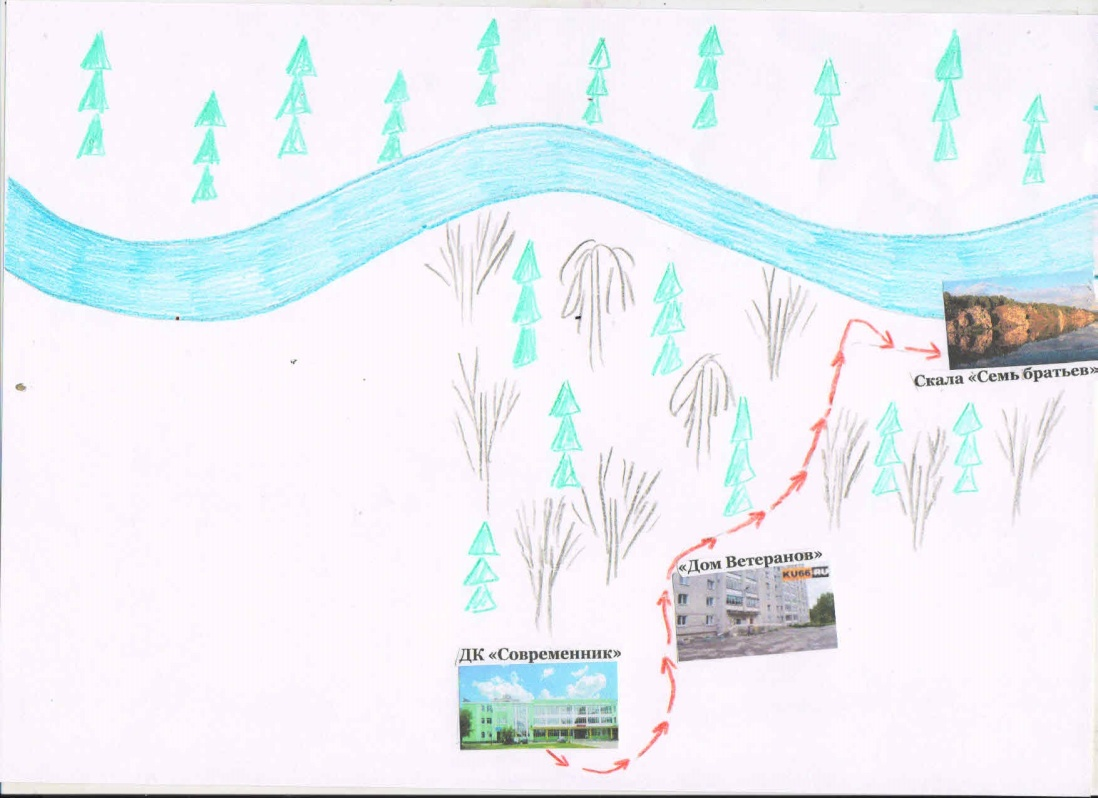 Скала «Семь братьев»
«Дом Ветеранов»
KU66.RU
ДК «Современник»